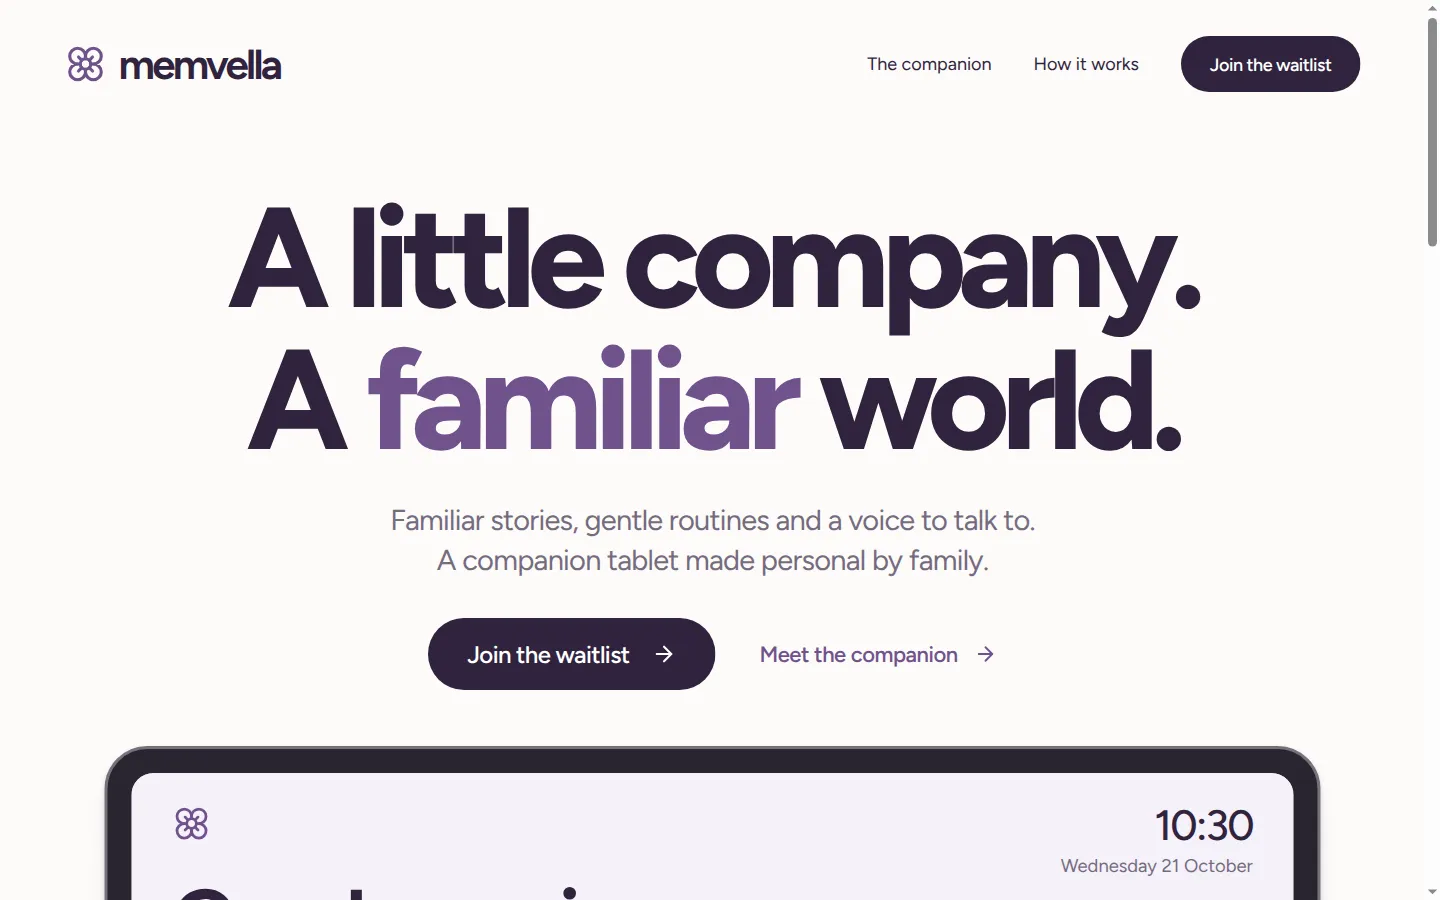 memvella
The companion
How it works
Join the waitlist
A little company.
A familiar world.
Familiar stories, gentle routines and a voice to talk to.
A companion tablet made personal by family.
Join the waitlist →
Meet the companion →
10:30
Wednesday 21 October